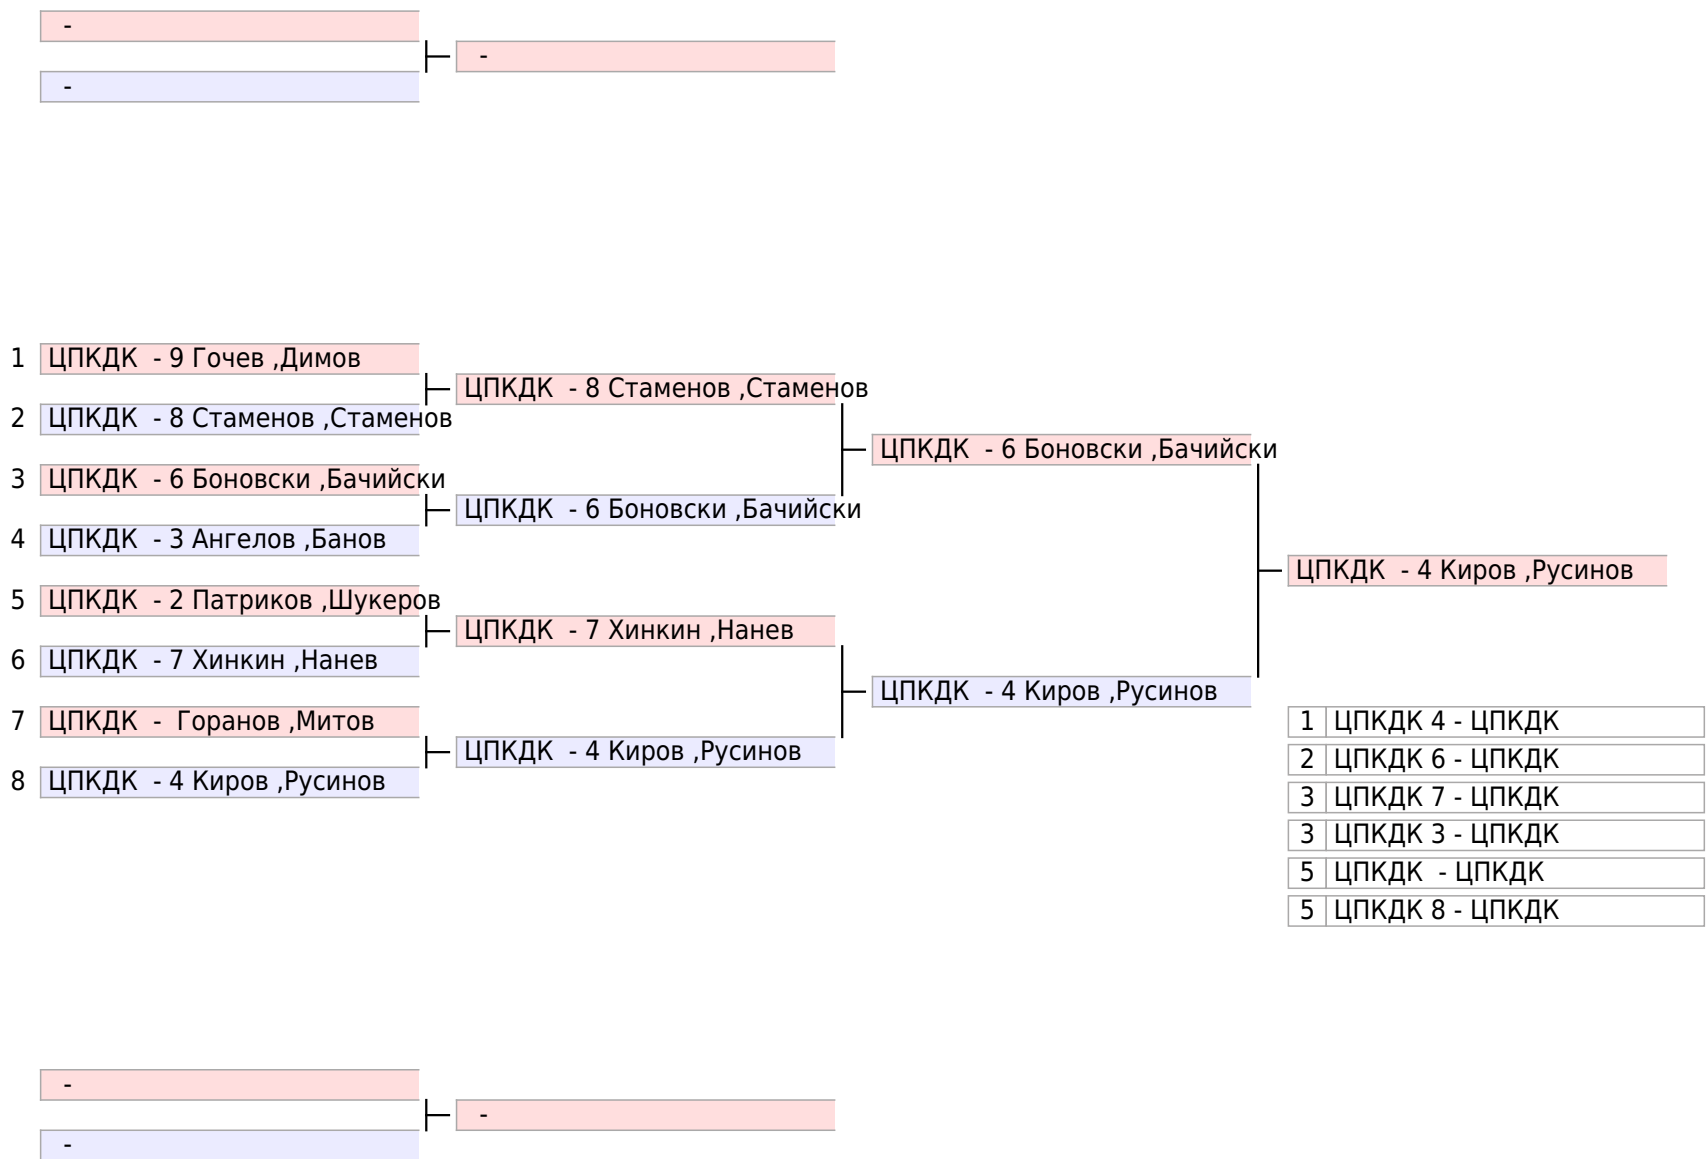 -
-
-
1 ЦПКДК - 9 Гочев ,Димов
ЦПКДК - 8 Стаменов ,Стаменов
2 ЦПКДК - 8 Стаменов ,Стаменов
ЦПКДК - 6 Боновски ,Бачийски
3 ЦПКДК - 6 Боновски ,Бачийски
ЦПКДК - 6 Боновски ,Бачийски
4 ЦПКДК - 3 Ангелов ,Банов
ЦПКДК - 4 Киров ,Русинов
5 ЦПКДК - 2 Патриков ,Шукеров
ЦПКДК - 7 Хинкин ,Нанев
6 ЦПКДК - 7 Хинкин ,Нанев
ЦПКДК - 4 Киров ,Русинов
7 ЦПКДК - Горанов ,Митов
ЦПКДК - 4 Киров ,Русинов
8 ЦПКДК - 4 Киров ,Русинов
1 ЦПКДК 4 - ЦПКДК
2 ЦПКДК 6 - ЦПКДК
3 ЦПКДК 7 - ЦПКДК
3 ЦПКДК 3 - ЦПКДК
5 ЦПКДК - ЦПКДК
5 ЦПКДК 8 - ЦПКДК
-
-
-